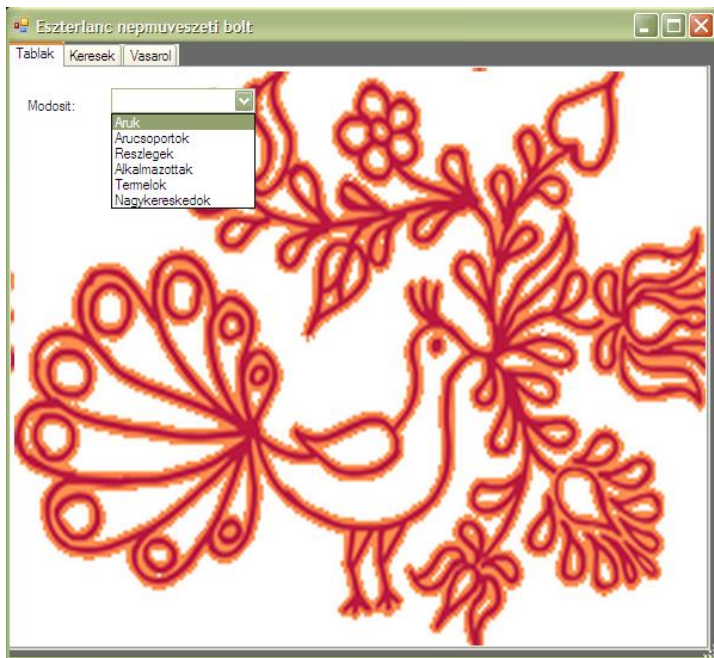 Eszterlanc nepmuveszeti bolt
Tablak Keresek Vasarol
Modosit:
Aruk
Arucsoportok
Reszlegek
Alkalmazottak
Termelok
Nagykereskedok